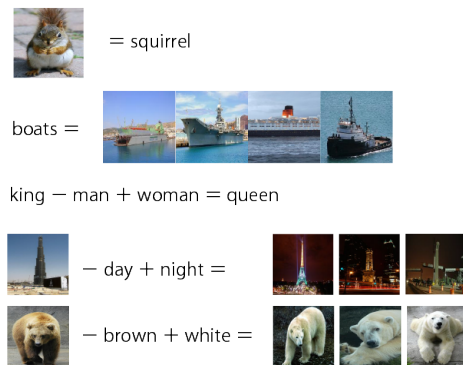 = squirrel
boats =
king − man + woman = queen
− day + night =
− brown + white =